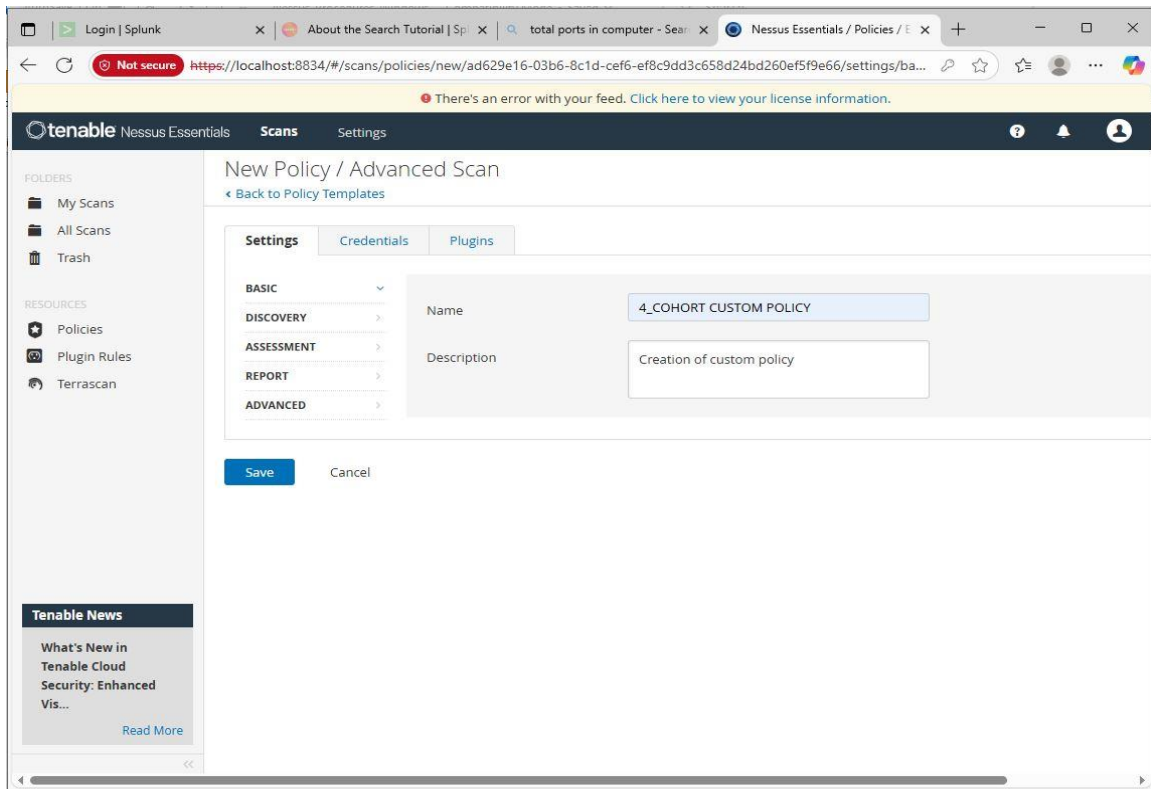 Login | Splunk
About the Search Tutorial | Spl
total ports in computer - Sear
Nessus Essentials / Policies / E
Not secure https://localhost:8834/#/scans/policies/new/ad629e16-03b6-8c1d-cef6-ef8c9dd3c658d24bd260ef5f9e66/settings/ba...
There's an error with your feed. Click here to view your license information.
tenable Nessus Essentials Scans Settings
FOLDERS
My Scans
All Scans
Trash
RESOURCES
Policies
Plugin Rules
Terrascan
New Policy / Advanced Scan
Back to Policy Templates
Settings Credentials Plugins
BASIC
DISCOVERY
ASSESSMENT
REPORT
ADVANCED
Name 4_COHORT CUSTOM POLICY
Description Creation of custom policy
Save Cancel
Tenable News
What's New in
Tenable Cloud
Security: Enhanced
Vis...
Read More